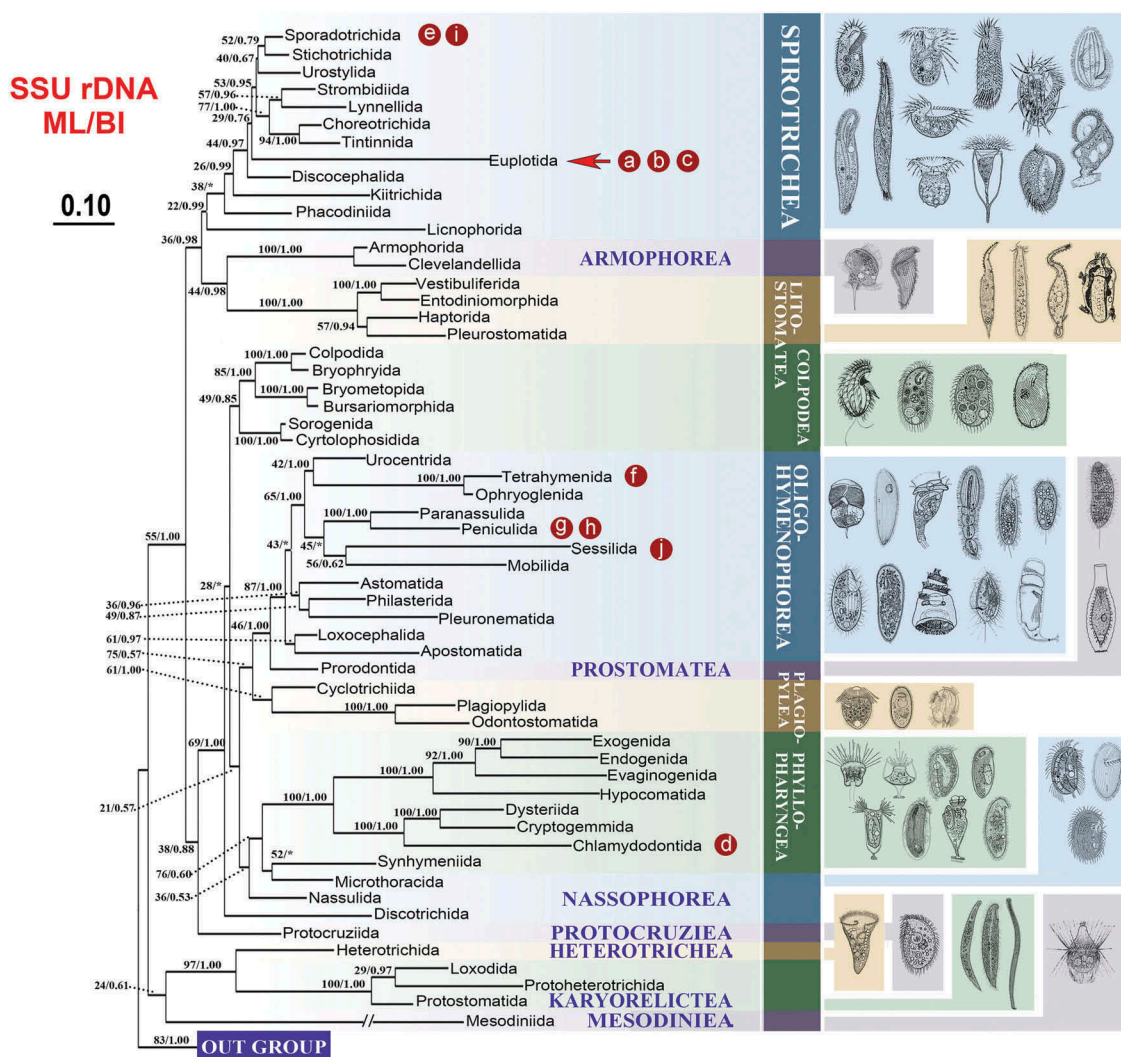 SSU rDNA
ML/BI
0.10
52/0.79
Sporadotrichida e i
40/0.67
Stichotrichida
Urostylida
53/0.95
57/0.96
Strombidiida
77/1.00
Lynnellida
29/0.76
Choreotrichida
94/1.00
Tintinnida
44/0.97
Euplotida a b c
26/0.99
Discocephalida
38/*
Kiitrichida
22/0.99
Phacodiniida
Licnophorida
36/0.98
SPIROTRICHEA
100/1.00
Armophorida
Clevelandellida
ARMOPHOREA
44/0.98
100/1.00
Vestibuliferida
100/1.00
Entodiniomorphida
Haptorida
57/0.94
Pleurostomatida
LITO-
STOMATEA
100/1.00
Colpodida
85/1.00
Bryophryida
100/1.00
Bryometopida
49/0.85
Bursariomorphida
Sorogenida
100/1.00
Cyrtolophosidida
COLPODEA
42/1.00
Urocentrida
100/1.00
Tetrahymenida f
65/1.00
Ophryoglenida
100/1.00
Paranassulida
Peniculida g h
43/*
45/*
Sessilida j
56/0.62
Mobilida
55/1.00
28/*
87/1.00
Astomatida
36/0.96
Philasterida
49/0.87
Pleuronematida
46/1.00
61/0.97
Loxocephalida
75/0.57
Apostomatida
61/1.00
OLIGO-
HYMENOPHOREA
Prorodontida
PROSTOMATEA
Cyclotrichiida
100/1.00
Plagiopylida
Odontostomatida
PLAGIO-
PYLEA
69/1.00
90/1.00
Exogenida
92/1.00
Endogenida
100/1.00
Evaginogenida
Hypocomatida
21/0.57
100/1.00
100/1.00
Dysteriida
100/1.00
Cryptogemmida
Chlamydodontida d
38/0.88
PHYLLO-
PHARYNGEA
52/*
Synhymeniida
76/0.60
Microthoracida
36/0.53
Nassulida
NASSOPHOREA
Discotrichida
Protocruziida
PROTOCRUZIEA
Heterotrichida
HETEROTRICHEA
97/1.00
29/0.97
Loxodida
24/0.61
100/1.00
Protoheterotrichida
Protostomatida
KARYORELICTEA
Mesodiniida
MESODINIEA
83/1.00
OUT GROUP